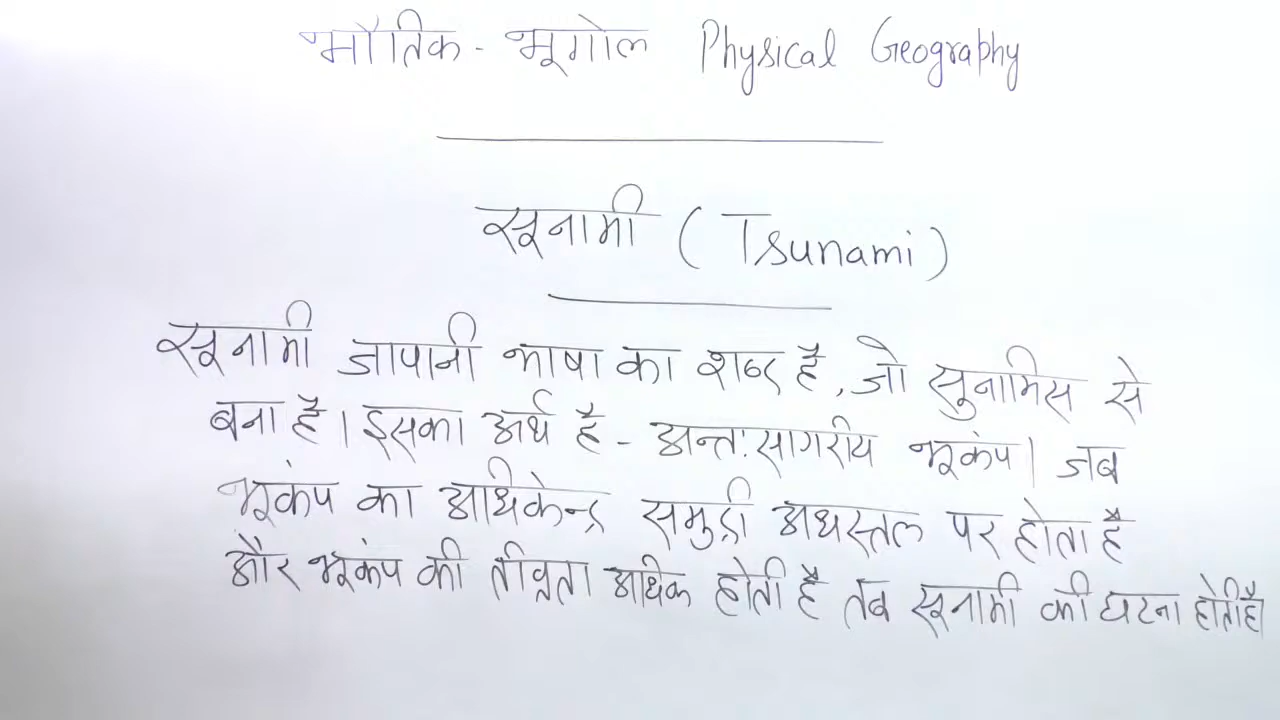 भौतिक - भूगोल Physical Geography
सूनामी ( Tsunami )
सूनामी जापानी भाषा का शब्द है , जो सुनामिस से
बना है । इसका अर्थ है - अन्तःसागरीय भूकंप । जब
भूकंप का अधिकेन्द्र समुद्री अधस्तल पर होता है
और भूकंप की तीव्रता अधिक होती है तब सूनामी की घटना होती है।